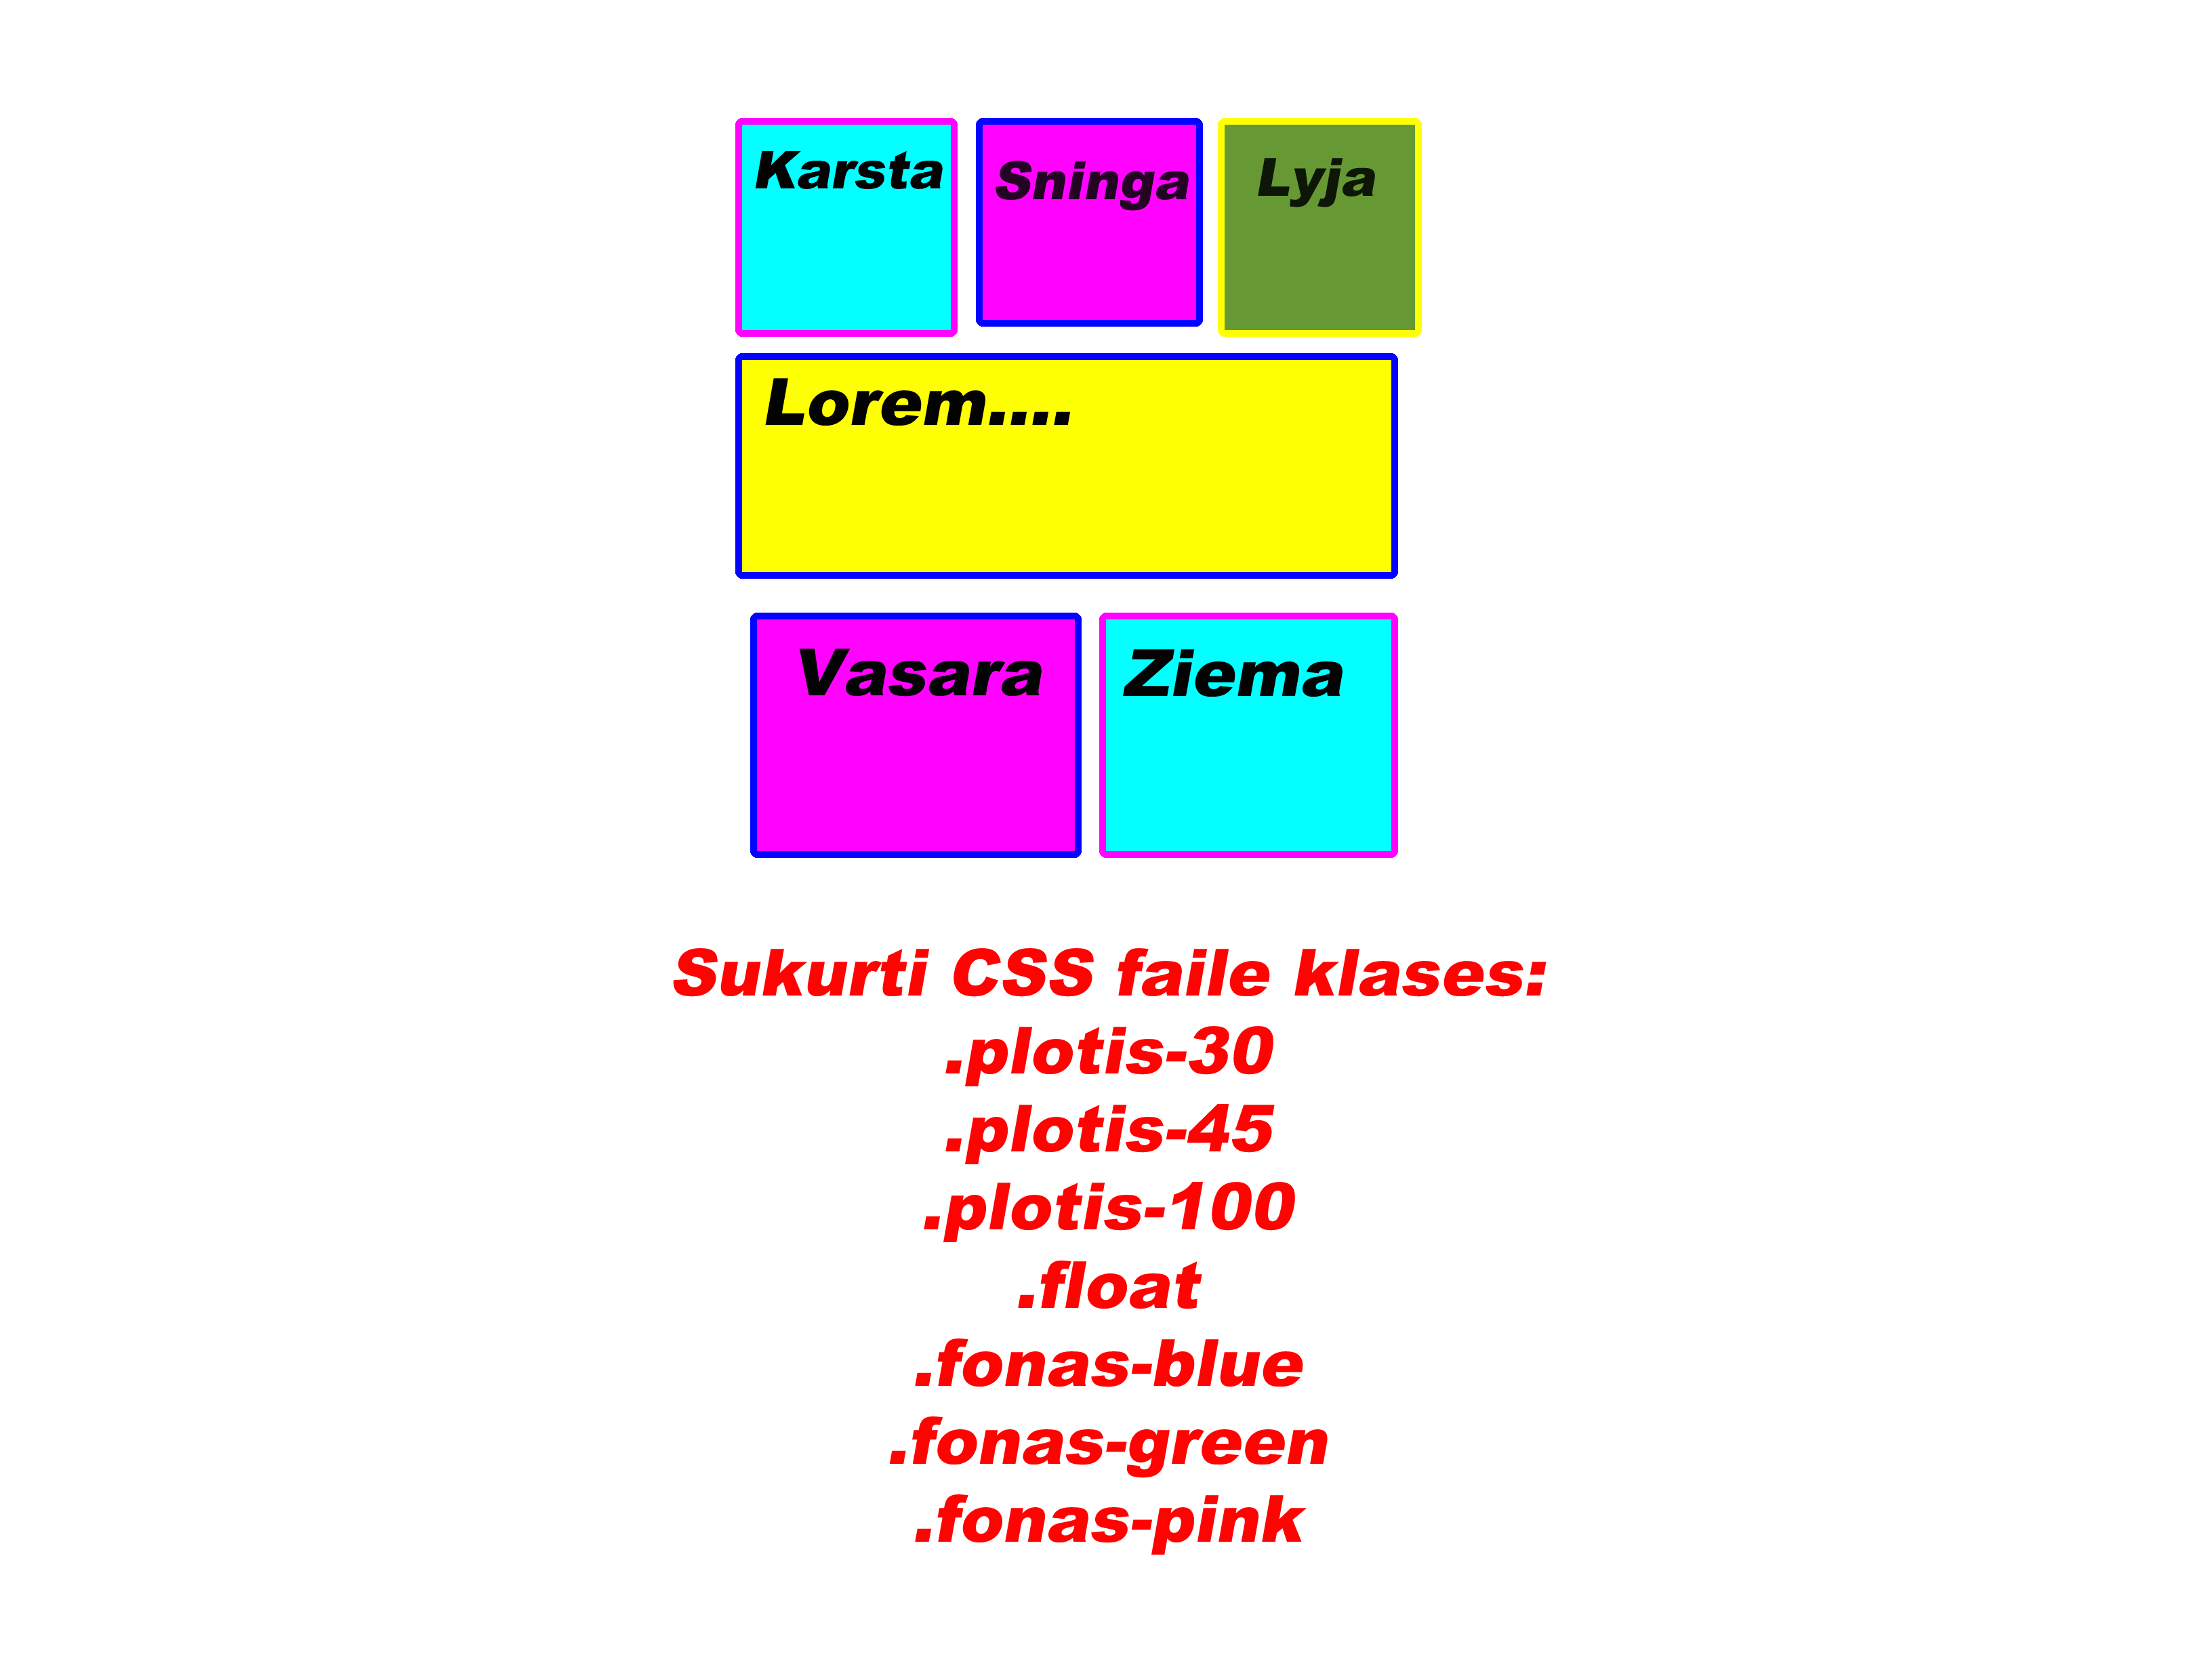 Karsta Sninga Lyja
Lorem....
Vasara Ziema
Sukurti CSS faile klases:
.plotis-30
.plotis-45
.plotis-100
.float
.fonas-blue
.fonas-green
.fonas-pink